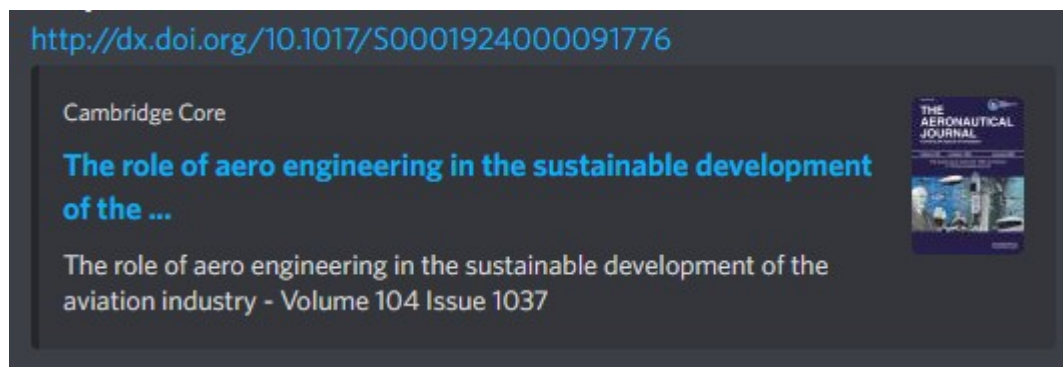 http://dx.doi.org/10.1017/S0001924000091776
Cambridge Core
The role of aero engineering in the sustainable development
of the ...
The role of aero engineering in the sustainable development of the
aviation industry - Volume 104 Issue 1037
THE
AERONAUTICAL
JOURNAL